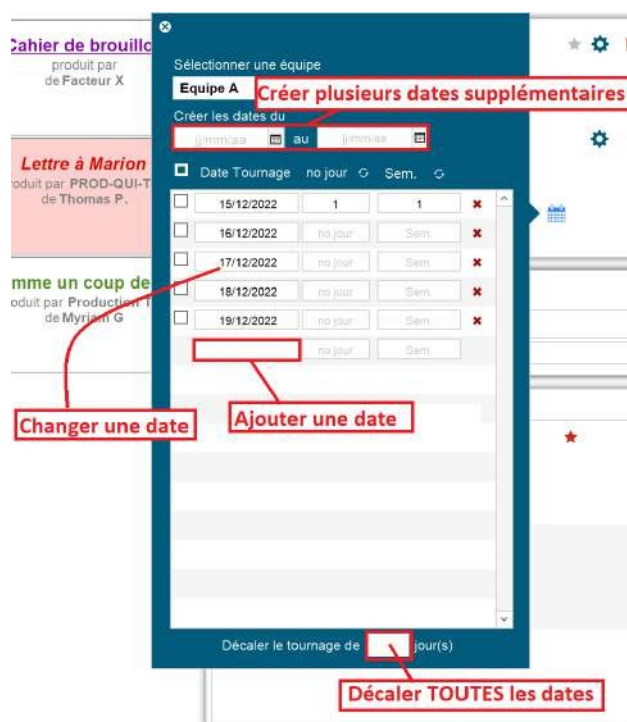 Cahier de brouillo
produit par
de Facteur X
Lettre à Marion
oduit par PROD-QUI-T
de Thomas P.
mme un coup de
oduit par Production T
de Myriam G
Sélectionner une équipe
Equipe A
Créer plusieurs dates supplémentaires
Créer les dates du
jj/mm/aa au jj/mm/aa
Date Tournage no jour Sem.
15/12/2022 1 1
16/12/2022 no jour Sem.
17/12/2022 no jour Sem.
18/12/2022 no jour Sem.
19/12/2022 no jour Sem.
no jour Sem.
Changer une date
Ajouter une date
Décaler le tournage de jour(s)
Décaler TOUTES les dates